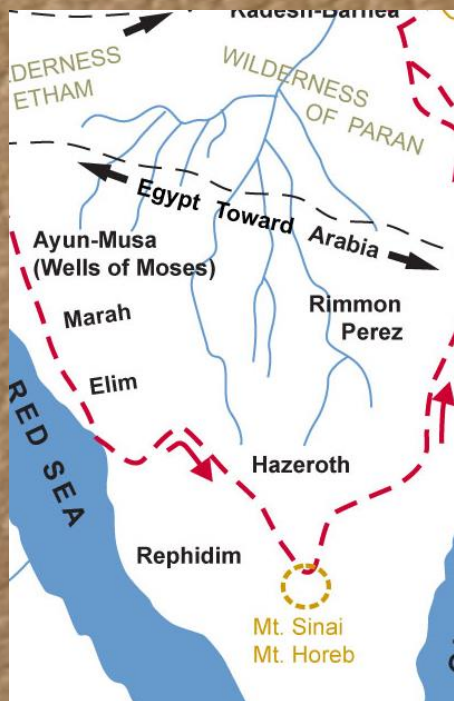 Kadesh-Barnea
DERNESS
ETHAM
WILDERNESS
OF PARAN
Egypt Toward Arabia
Ayun-Musa
(Wells of Moses)
Marah
Rimmon
Perez
Elim
RED SEA
Hazeroth
Rephidim
Mt. Sinai
Mt. Horeb